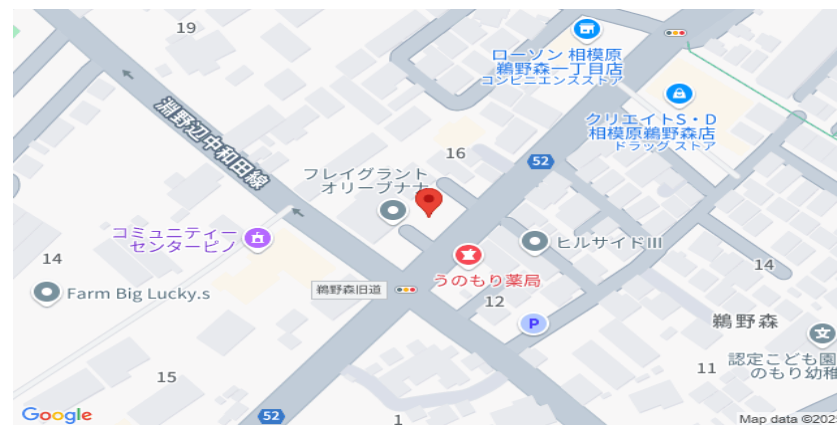 19
ローソン 相模原
鵜野森一丁目店
コンビニエンスストア
クリエイトS・D
相模原鵜野森店
ドラッグ ストア
淵野辺中和田線
16
52
フレイグラント
オリーブナナ
コミュニティー
センターピノ
ヒルサイドIII
14
14
うのもり薬局
Farm Big Lucky.s
鵜野森旧道
12
P
鵜野森
認定こども園
のもり幼稚
11
15
1
52
Google
Map data ©2025